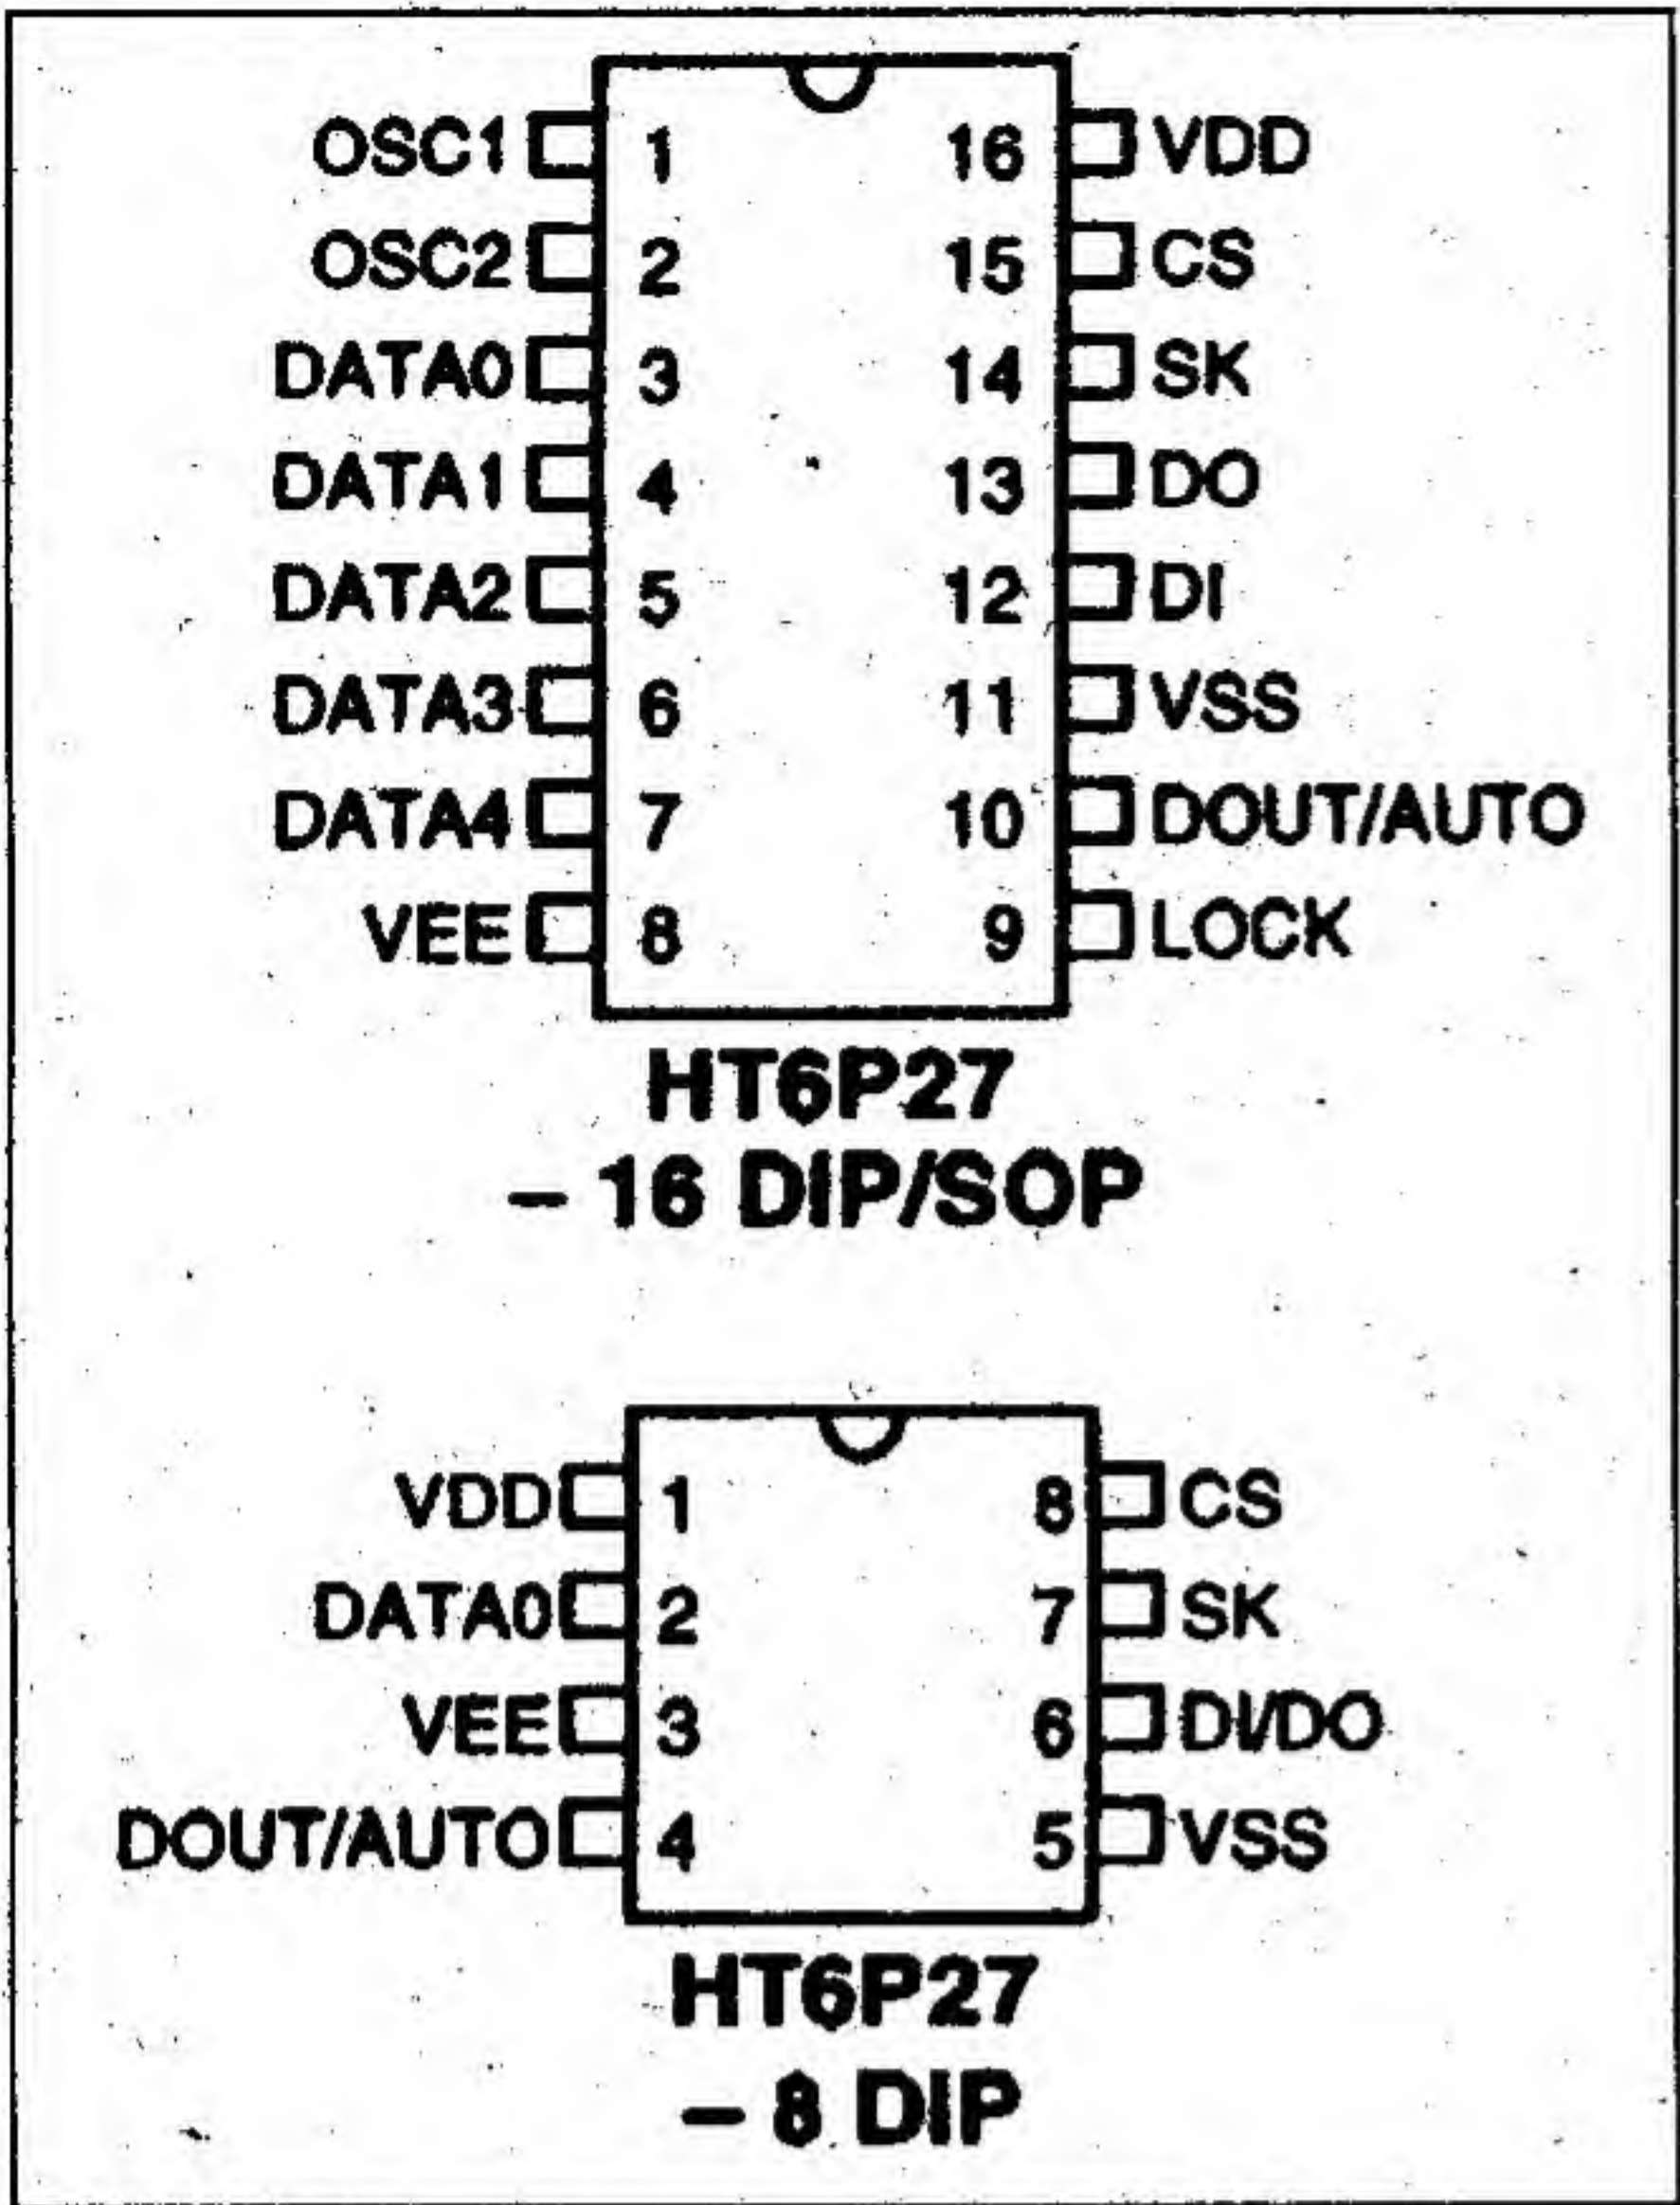 OSC1 1 16 VDD
OSC2 2 15 CS
DATA0 3 14 SK
DATA1 4 13 DO
DATA2 5 12 DI
DATA3 6 11 VSS
DATA4 7 10 DOUT/AUTO
VEE 8 9 LOCK
HT6P27
– 16 DIP/SOP
VDD 1 8 CS
DATA0 2 7 SK
VEE 3 6 DI/DO
DOUT/AUTO 4 5 VSS
HT6P27
– 8 DIP